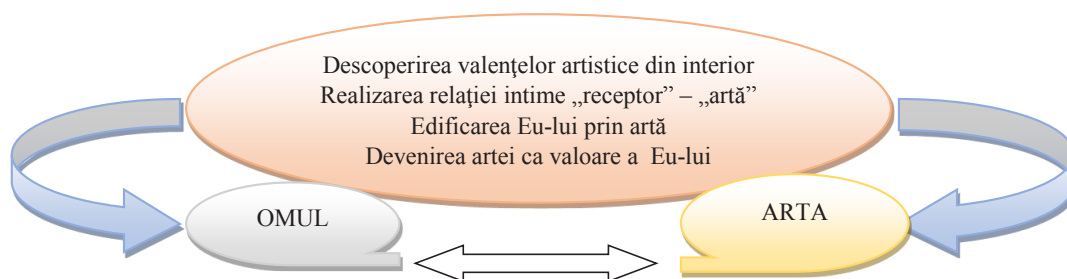 Descoperirea valenţelor artistice din interior
Realizarea relaţiei intime „receptor” – „artă”
Edificarea Eu-lui prin artă
Devenirea artei ca valoare a Eu-lui
OMUL
ARTA